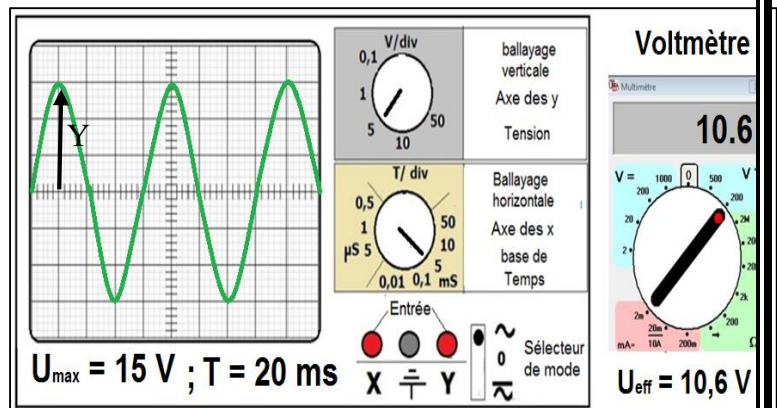 V/div
0,1
1
5
10
50
ballayage
verticale
Axe des y
Tension
T/ div
0,5
1
µS 5
0,01
0,1
mS
5
10
50
Ballayage
horizontale
Axe des x
base de
Temps
Entrée
X
Y
0
Sélecteur
de mode
Y
Umax = 15 V ; T = 20 ms
Voltmètre
Multimètre
10.6
V =
1000
0
500
V
200
200
20
2
2M
20
20
2k
200
2m
20m
200m
mA=
10A
Ω
Ueff = 10,6 V